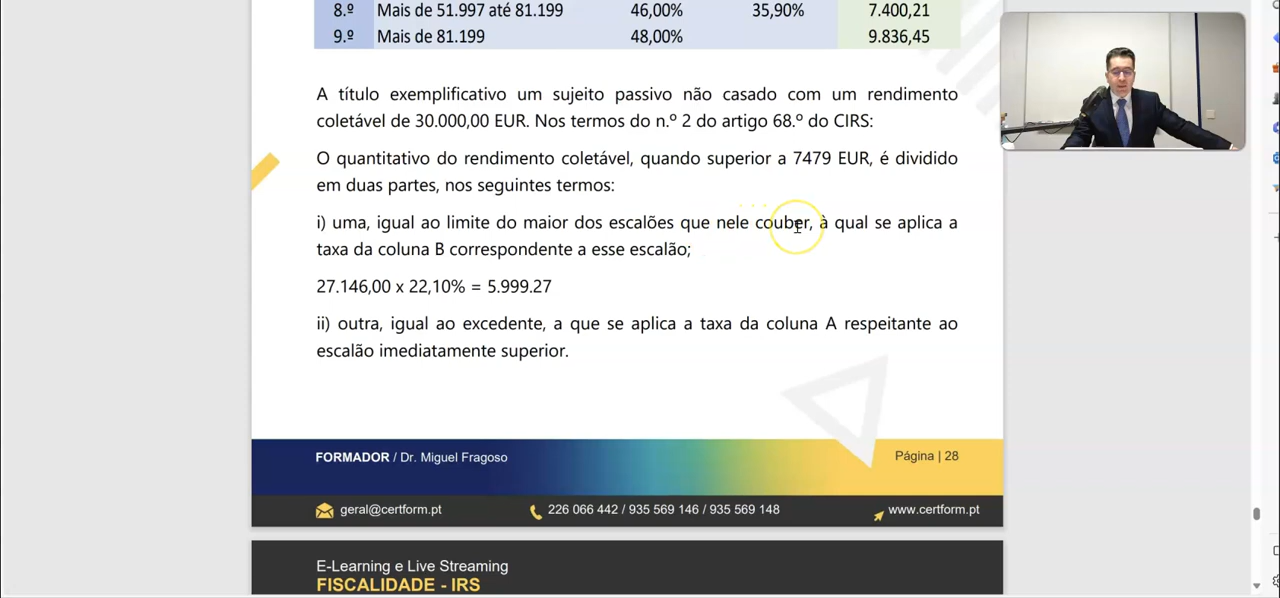 8.º Mais de 51.997 até 81.199 46,00% 35,90% 7.400,21
9.º Mais de 81.199 48,00% 9.836,45
A título exemplificativo um sujeito passivo não casado com um rendimento
coletável de 30.000,00 EUR. Nos termos do n.º 2 do artigo 68.º do CIRS:
O quantitativo do rendimento coletável, quando superior a 7479 EUR, é dividido
em duas partes, nos seguintes termos:
i) uma, igual ao limite do maior dos escalões que nele couber, à qual se aplica a
taxa da coluna B correspondente a esse escalão;
27.146,00 x 22,10% = 5.999.27
ii) outra, igual ao excedente, a que se aplica a taxa da coluna A respeitante ao
escalão imediatamente superior.
FORMADOR / Dr. Miguel Fragoso Página | 28
geral@certform.pt 226 066 442 / 935 569 146 / 935 569 148 www.certform.pt
E-Learning e Live Streaming
FISCALIDADE - IRS